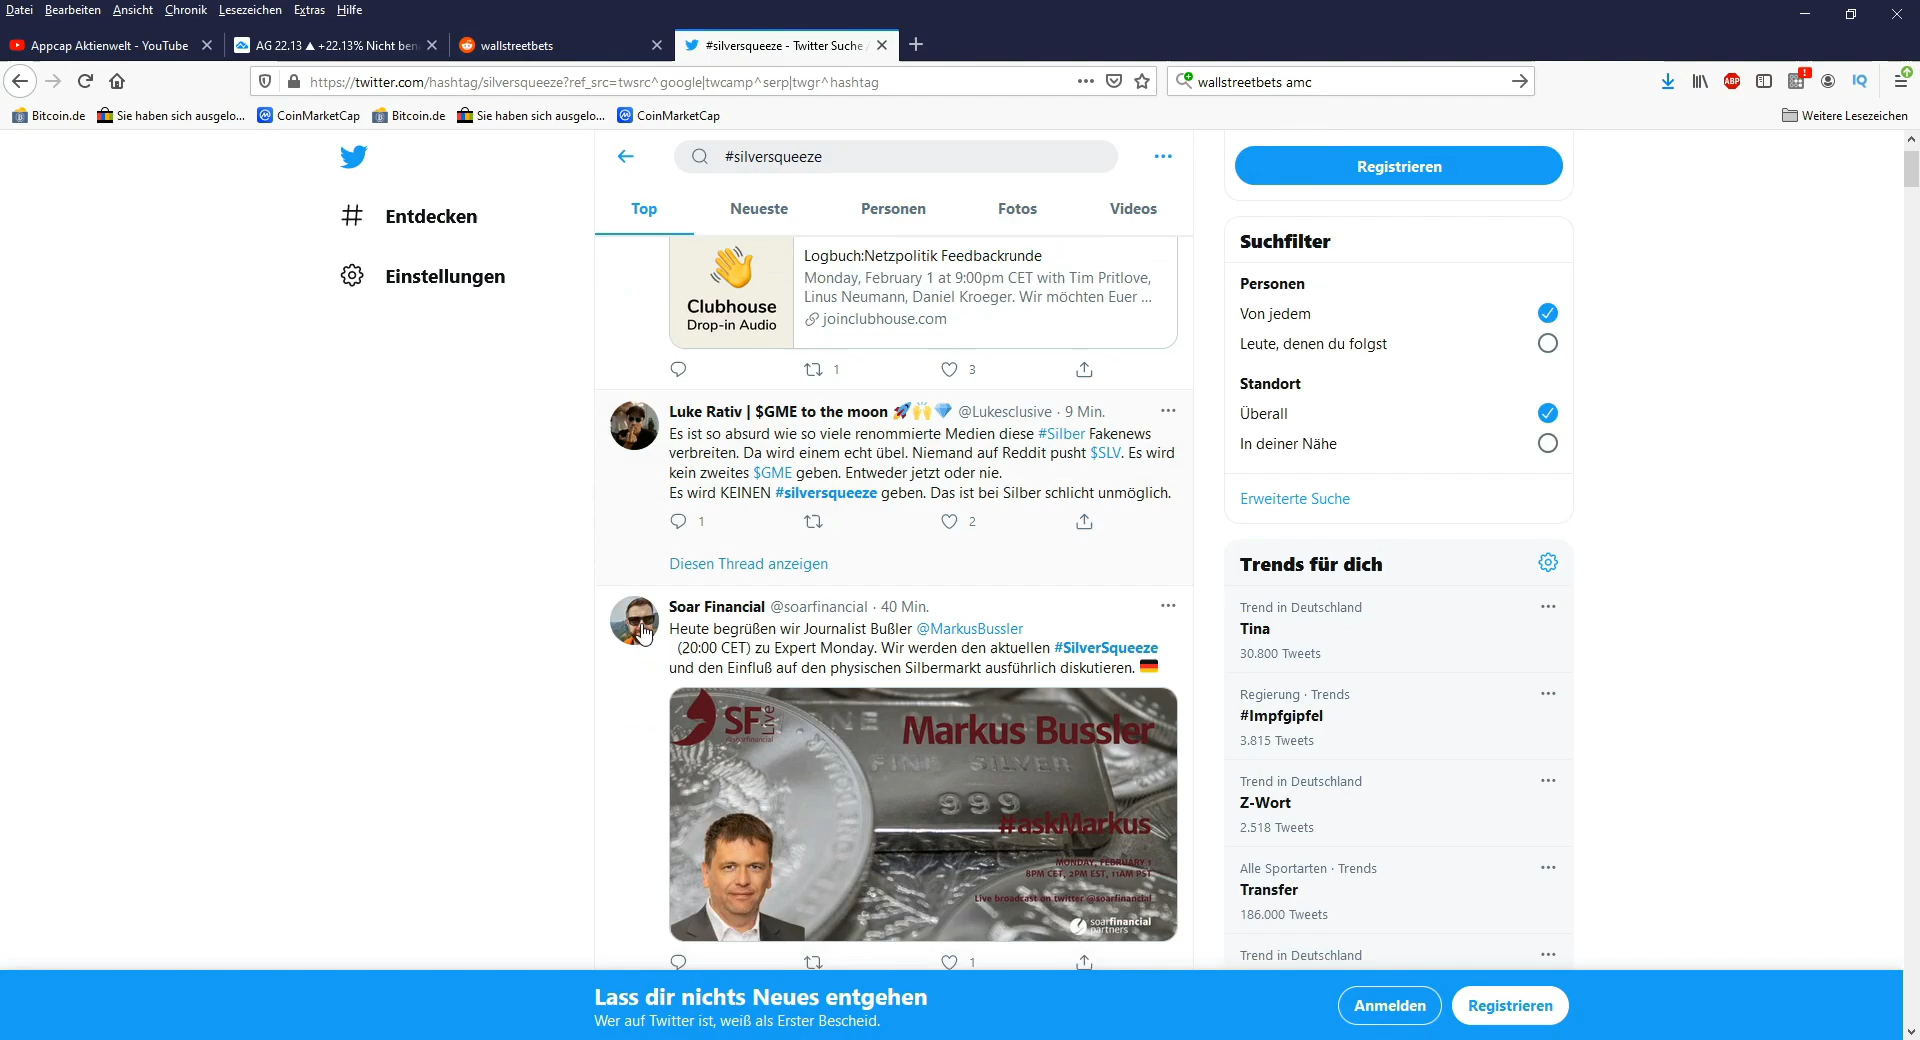 Datei Bearbeiten Ansicht Chronik Lesezeichen Extras Hilfe
Appcap Aktienwelt - YouTube
AG 22.13 ▲ +22.13% Nicht ben
wallstreetbets
#silversqueeze - Twitter Suche /
https://twitter.com/hashtag/silversqueeze?ref_src=twsrc^google|twcamp^serp|twgr^hashtag
wallstreetbets amc
ABP
IQ
Bitcoin.de
Sie haben sich ausgelo...
CoinMarketCap
Bitcoin.de
Sie haben sich ausgelo...
CoinMarketCap
Weitere Lesezeichen
Entdecken
Einstellungen
#silversqueeze
Top Neueste Personen Fotos Videos
Clubhouse
Drop-in Audio
Logbuch:Netzpolitik Feedbackrunde
Monday, February 1 at 9:00pm CET with Tim Pritlove,
Linus Neumann, Daniel Kroeger. Wir möchten Euer ...
joinclubhouse.com
1 3
Luke Rativ | $GME to the moon 🚀🙌💎 @Lukesclusive · 9 Min.
Es ist so absurd wie so viele renommierte Medien diese #Silber Fakenews
verbreiten. Da wird einem echt übel. Niemand auf Reddit pusht $SLV. Es wird
kein zweites $GME geben. Entweder jetzt oder nie.
Es wird KEINEN #silversqueeze geben. Das ist bei Silber schlicht unmöglich.
1 2
Diesen Thread anzeigen
Soar Financial @soarfinancial · 40 Min.
Heute begrüßen wir Journalist Bußler @MarkusBussler
(20:00 CET) zu Expert Monday. Wir werden den aktuellen #SilverSqueeze
und den Einfluß auf den physischen Silbermarkt ausführlich diskutieren. 🇩🇪
SF Live
@soarfinancial
Markus Bussler
FINE SILVER
999
#askMarkus
MONDAY, FEBRUARY 1
8PM CET, 2PM EST, 11AM PST
Live broadcast on twitter @soarfinancial
soarfinancial
partners
1
Registrieren
Suchfilter
Personen
Von jedem
Leute, denen du folgst
Standort
Überall
In deiner Nähe
Erweiterte Suche
Trends für dich
Trend in Deutschland
Tina
30.800 Tweets
Regierung · Trends
#Impfgipfel
3.815 Tweets
Trend in Deutschland
Z-Wort
2.518 Tweets
Alle Sportarten · Trends
Transfer
186.000 Tweets
Trend in Deutschland
Lass dir nichts Neues entgehen
Wer auf Twitter ist, weiß als Erster Bescheid.
Anmelden
Registrieren